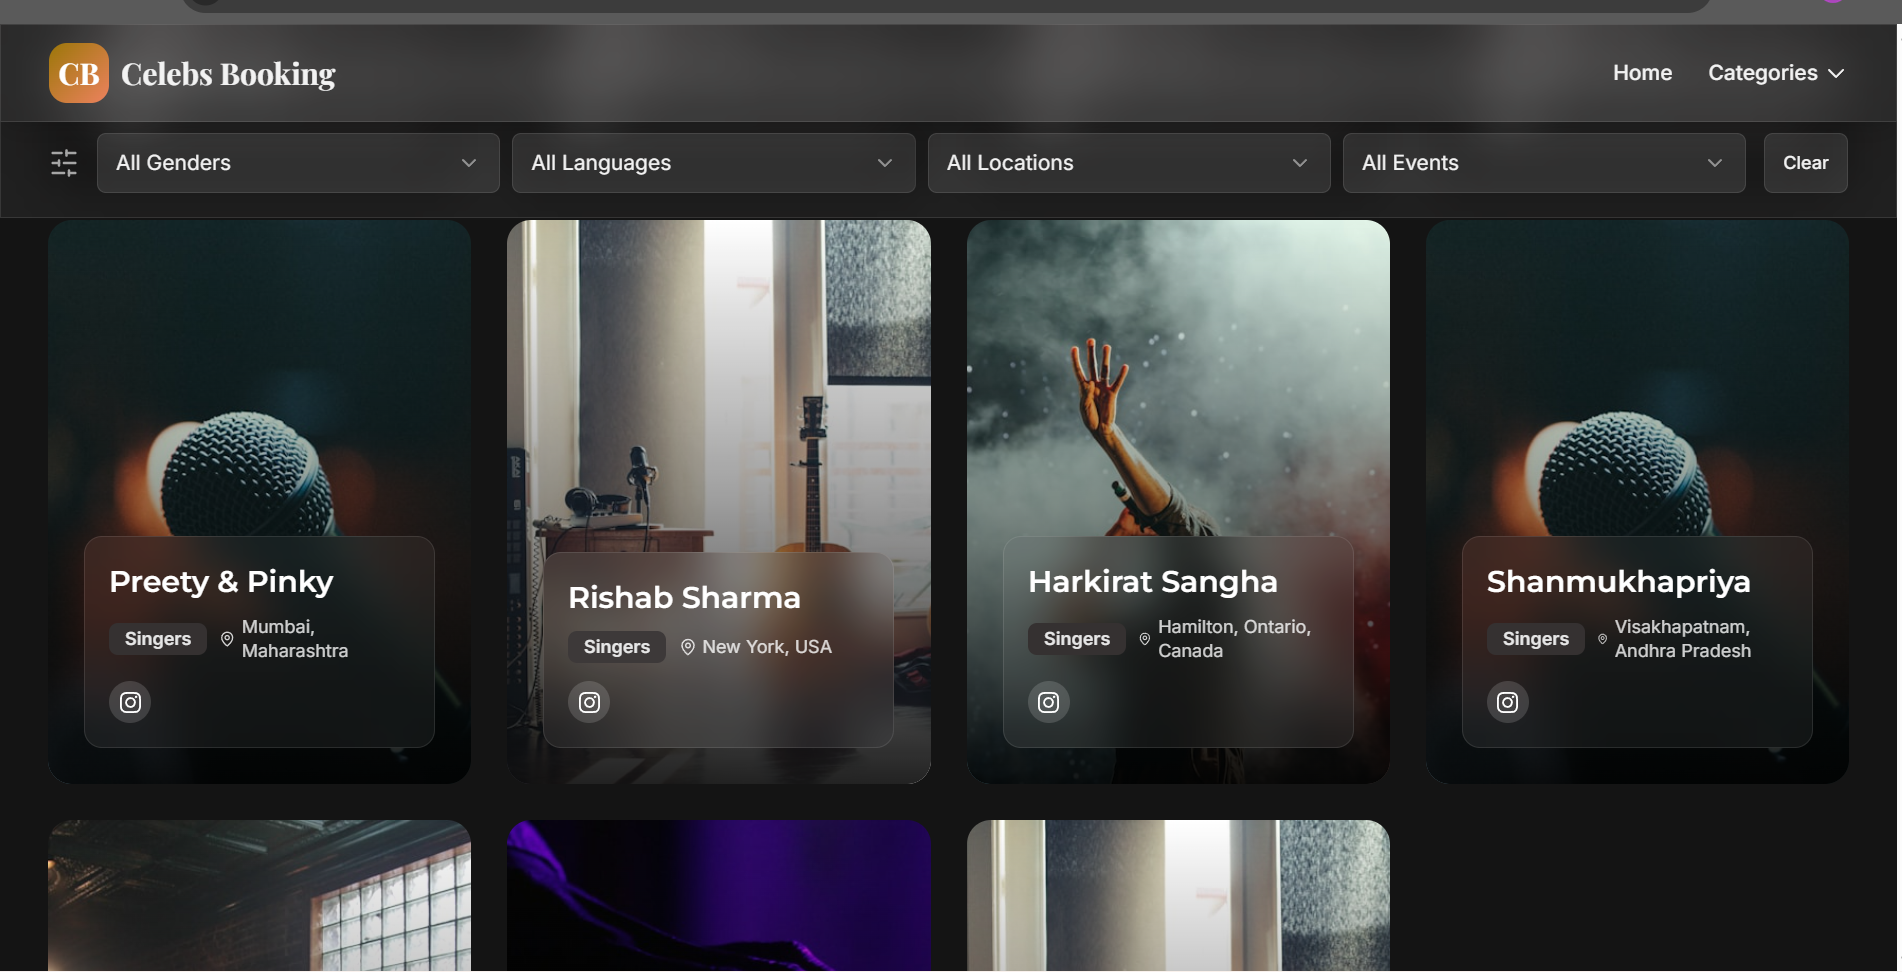 CB Celebs Booking
Home
Categories
All Genders
All Languages
All Locations
All Events
Clear
Preety & Pinky
Singers
Mumbai,
Maharashtra
Rishab Sharma
Singers
New York, USA
Harkirat Sangha
Singers
Hamilton, Ontario,
Canada
Shanmukhapriya
Singers
Visakhapatnam,
Andhra Pradesh